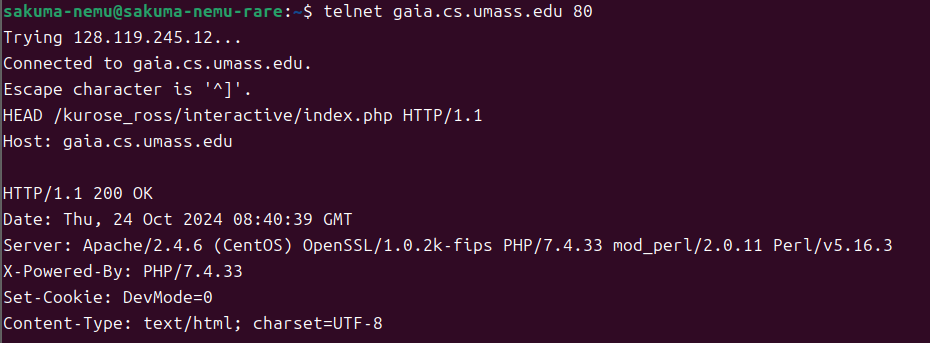 sakuma-nemu@sakuma-nemu-rare:~$ telnet gaia.cs.umass.edu 80
Trying 128.119.245.12...
Connected to gaia.cs.umass.edu.
Escape character is '^]'.
HEAD /kurose_ross/interactive/index.php HTTP/1.1
Host: gaia.cs.umass.edu

HTTP/1.1 200 OK
Date: Thu, 24 Oct 2024 08:40:39 GMT
Server: Apache/2.4.6 (CentOS) OpenSSL/1.0.2k-fips PHP/7.4.33 mod_perl/2.0.11 Perl/v5.16.3
X-Powered-By: PHP/7.4.33
Set-Cookie: DevMode=0
Content-Type: text/html; charset=UTF-8